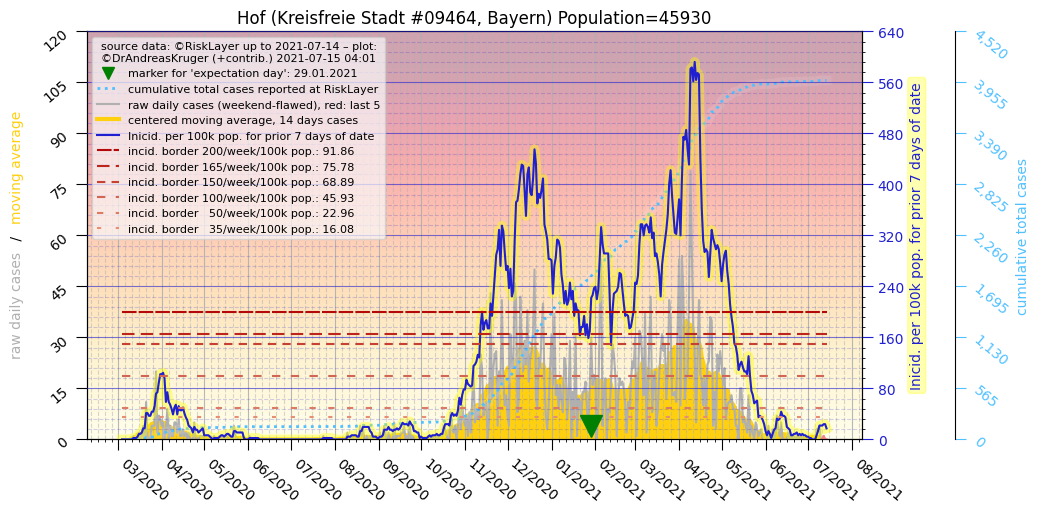 Hof (Kreisfreie Stadt #09464, Bayern) Population=45930
source data: ©RiskLayer up to 2021-07-14 – plot:
©DrAndreasKruger (+contrib.) 2021-07-15 04:01
marker for 'expectation day': 29.01.2021
cumulative total cases reported at RiskLayer
raw daily cases (weekend-flawed), red: last 5
centered moving average, 14 days cases
Inicid. per 100k pop. for prior 7 days of date
incid. border 200/week/100k pop.: 91.86
incid. border 165/week/100k pop.: 75.78
incid. border 150/week/100k pop.: 68.89
incid. border 100/week/100k pop.: 45.93
incid. border 50/week/100k pop.: 22.96
incid. border 35/week/100k pop.: 16.08
raw daily cases / moving average
120
105
90
75
60
45
30
15
0
640
560
480
400
320
240
160
80
0
Inicid. per 100k pop. for prior 7 days of date
4,520
3,955
3,390
2,825
2,260
1,695
1,130
565
0
cumulative total cases
03/2020
04/2020
05/2020
06/2020
07/2020
08/2020
09/2020
10/2020
11/2020
12/2020
01/2021
02/2021
03/2021
04/2021
05/2021
06/2021
07/2021
08/2021